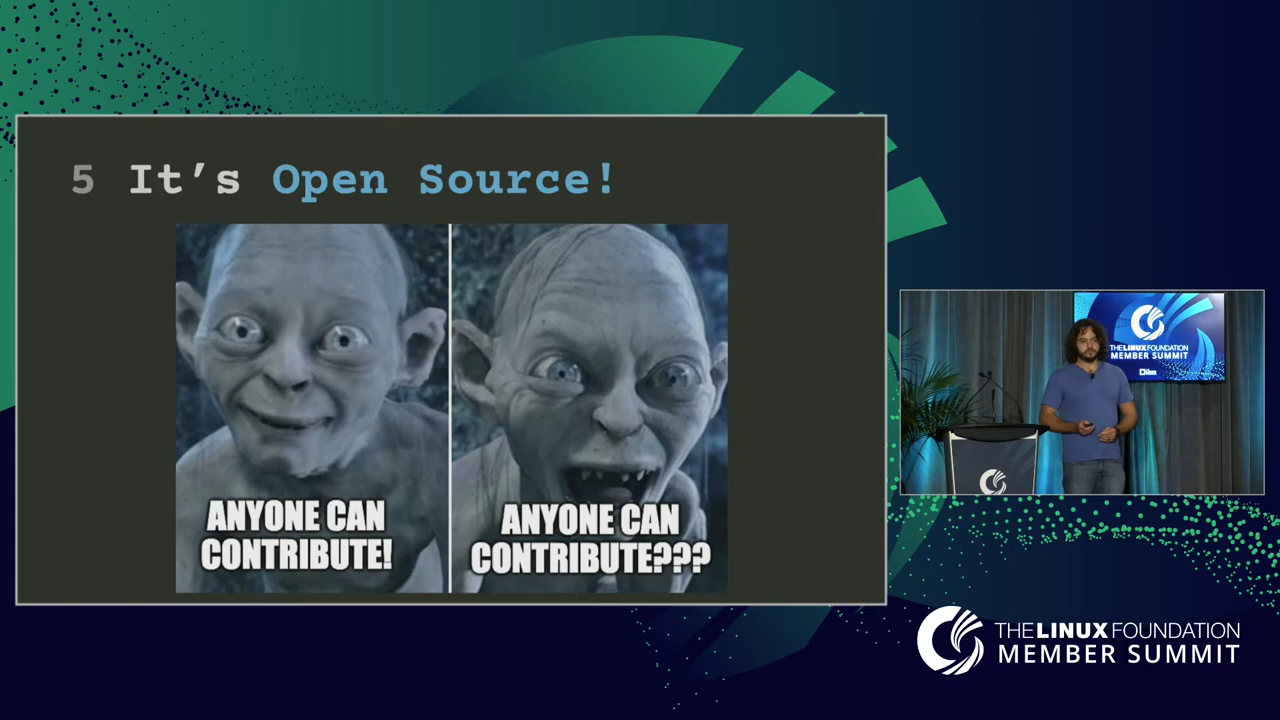 5 It’s Open Source!
ANYONE CAN
CONTRIBUTE!
ANYONE CAN
CONTRIBUTE???
THE LINUX FOUNDATION
MEMBER SUMMIT
THE LINUX FOUNDATION
MEMBER SUMMIT